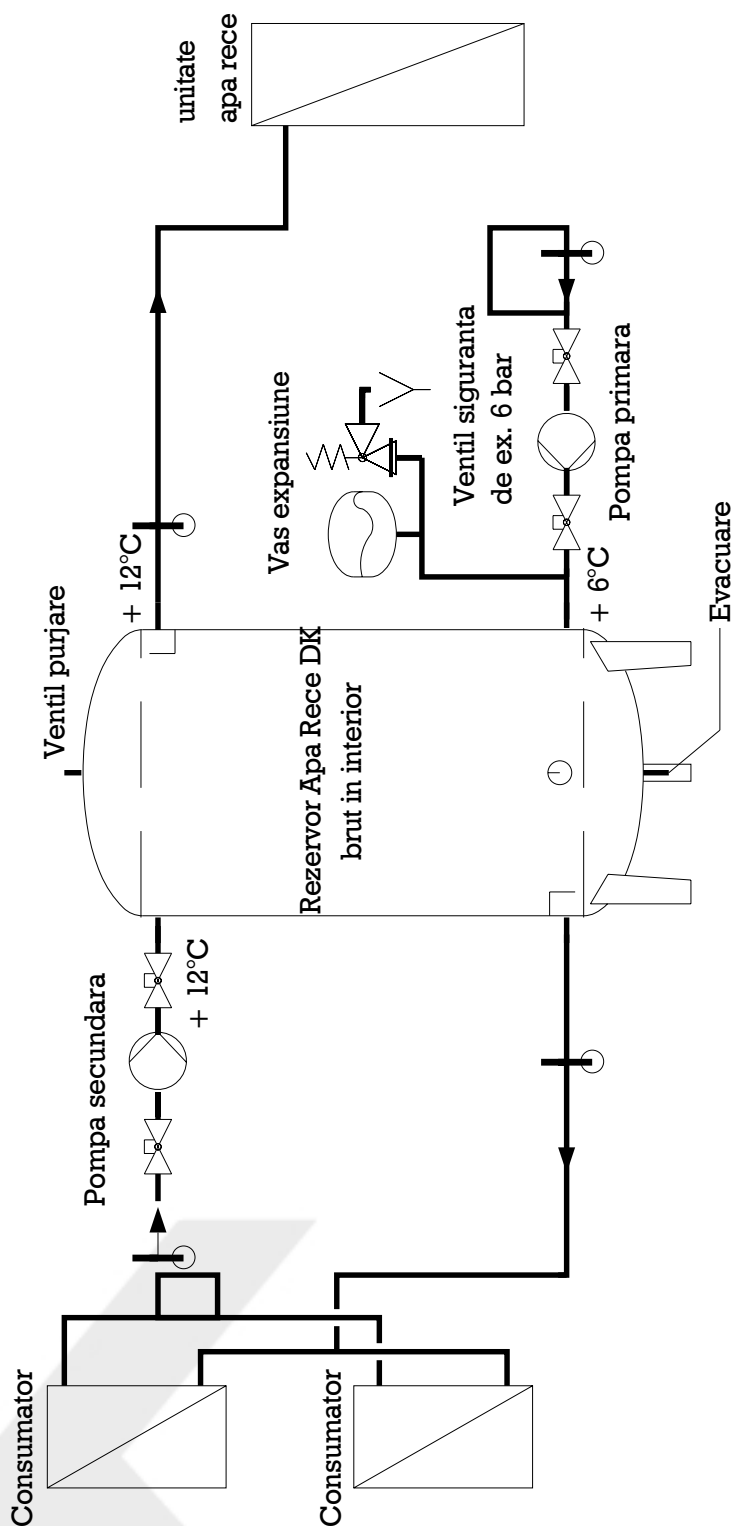 unitate
apa rece
+ 12°C
Ventil purjare
Vas expansiune
Ventil siguranta
de ex. 6 bar
Pompa primara
+ 6°C
Evacuare
Rezervor Apa Rece DK
brut in interior
Pompa secundara
+ 12°C
Consumator
Consumator